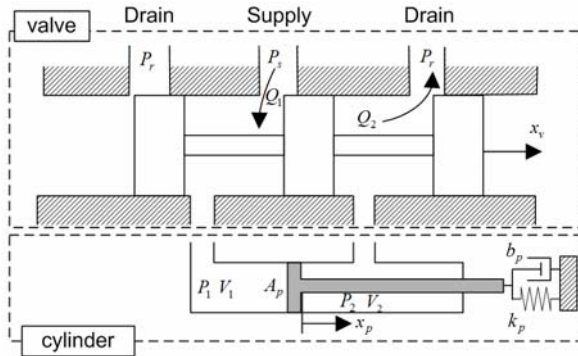 Drain Supply Drain
valve
P_r P_s P_r
Q_1
Q_2
x_v
b_p
P_1 V_1 A_p
P_2 V_2
x_p k_p
cylinder